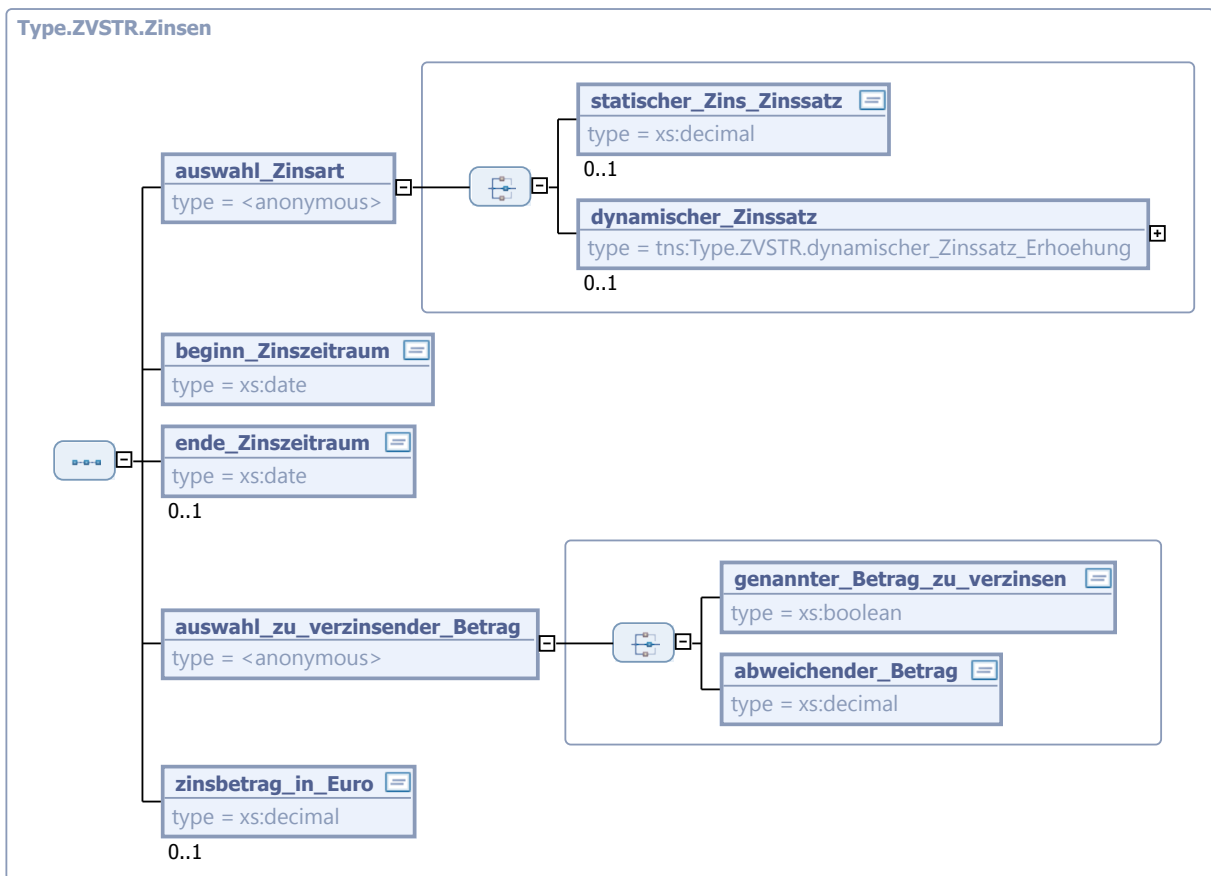 Type.ZVSTR.Zinsen
statischer_Zins_Zinssatz
type = xs:decimal
0..1
auswahl_Zinsart
type = <anonymous>
dynamischer_Zinssatz
type = tns:Type.ZVSTR.dynamischer_Zinssatz_Erhoehung
0..1
beginn_Zinszeitraum
type = xs:date
ende_Zinszeitraum
type = xs:date
0..1
genannter_Betrag_zu_verzinsen
type = xs:boolean
auswahl_zu_verzinsender_Betrag
type = <anonymous>
abweichender_Betrag
type = xs:decimal
zinsbetrag_in_Euro
type = xs:decimal
0..1